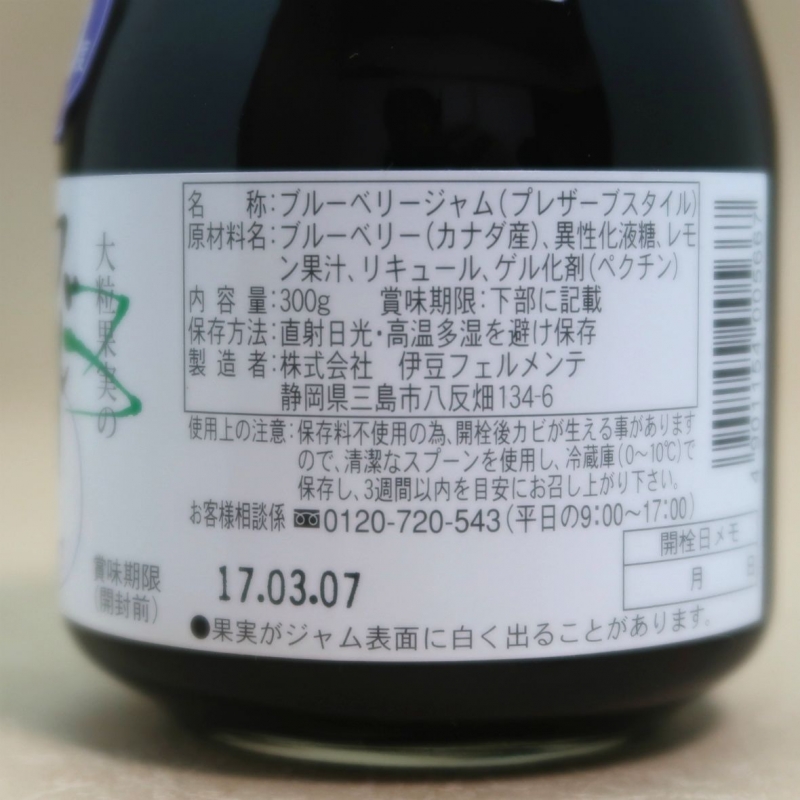 大粒果実の
名 称:ブルーベリージャム(プレザーブスタイル)
原材料名:ブルーベリー(カナダ産)、異性化液糖、レモ
ン果汁、リキュール、ゲル化剤(ペクチン)
内容量:300g 賞味期限:下部に記載
保存方法:直射日光・高温多湿を避け保存
製造者:株式会社 伊豆フェルメンテ
静岡県三島市八反畑134-6
使用上の注意:保存料不使用の為、開栓後カビが生える事があります
ので、清潔なスプーンを使用し、冷蔵庫(0~10℃)で
保存し、3週間以内を目安にお召し上がり下さい。
お客様相談係 0120-720-543(平日の9:00~17:00)
開栓日メモ
月 日
賞味期限
(開封前)
17.03.07
●果実がジャム表面に白く出ることがあります。